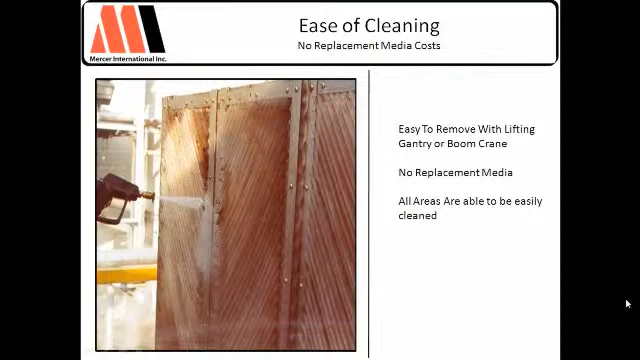 Ease of Cleaning
No Replacement Media Costs
Mercer International Inc.
Easy To Remove With Lifting
Gantry or Boom Crane
No Replacement Media
All Areas Are able to be easily
cleaned